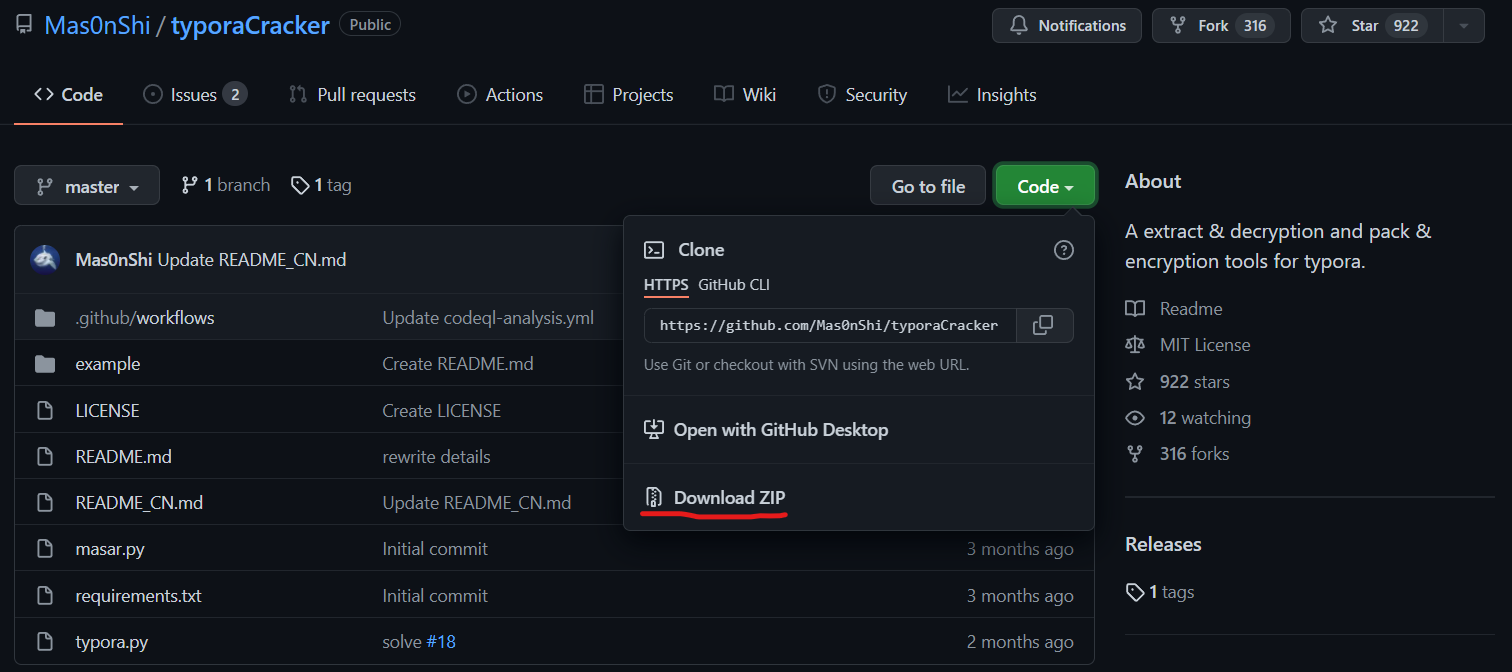 Mas0nShi / typoraCracker Public
Notifications Fork 316 Star 922
Code Issues 2 Pull requests Actions Projects Wiki Security Insights
master 1 branch 1 tag Go to file Code
Mas0nShi Update README_CN.md
.github/workflows Update codeql-analysis.yml
example Create README.md
LICENSE Create LICENSE
README.md rewrite details
README_CN.md Update README_CN.md
masar.py Initial commit 3 months ago
requirements.txt Initial commit 3 months ago
typora.py solve #18 2 months ago
Clone
HTTPS GitHub CLI
https://github.com/Mas0nShi/typoraCracker
Use Git or checkout with SVN using the web URL.
Open with GitHub Desktop
Download ZIP
About
A extract & decryption and pack &
encryption tools for typora.
Readme
MIT License
922 stars
12 watching
316 forks
Releases
1 tags